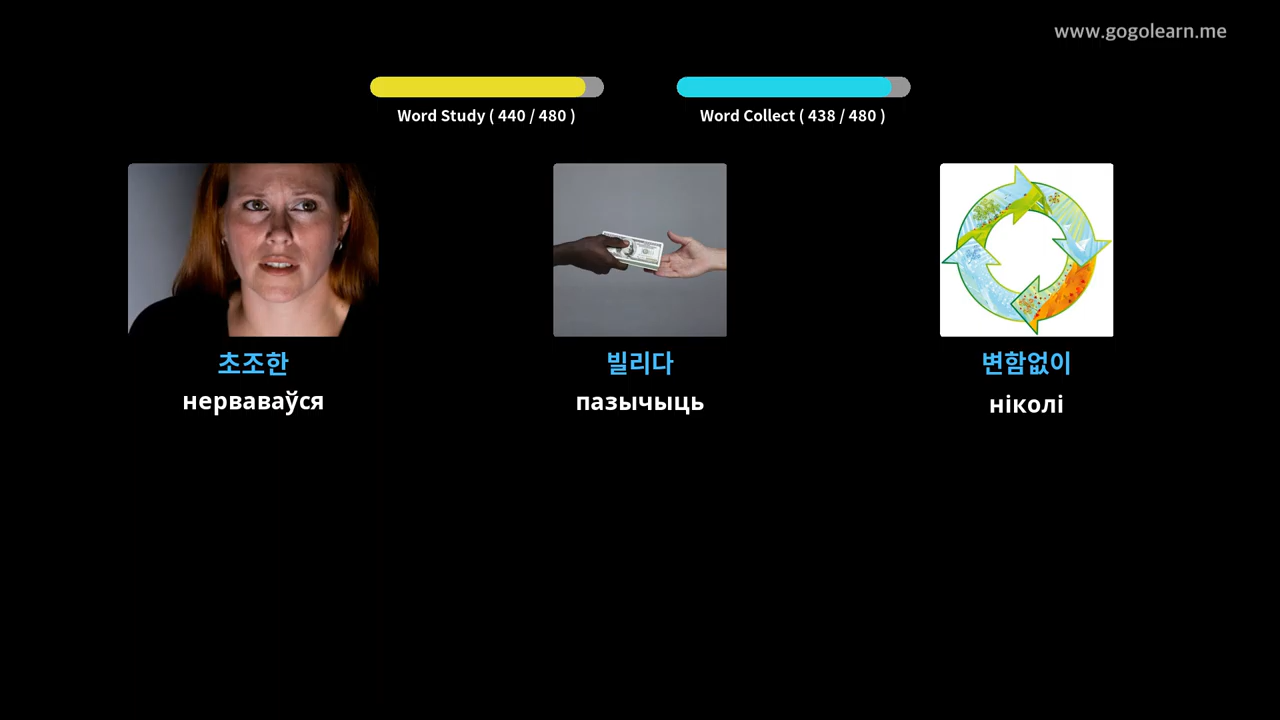 www.gogolearn.me
Word Study ( 440 / 480 )
Word Collect ( 438 / 480 )
초조한
빌리다
변함없이
нерваваўся
пазычыць
ніколі